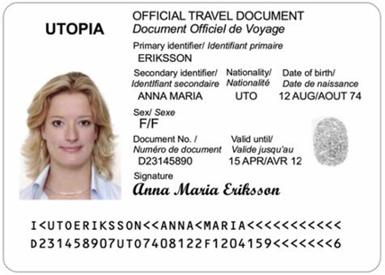 UTOPIA
OFFICIAL TRAVEL DOCUMENT
Document Officiel de Voyage
Primary identifier/ Identifiant primaire
ERIKSSON
Secondary identifier/ Nationality/ Date of birth/
Identifiant secondaire Nationalité Date de naissance
ANNA MARIA UTO 12 AUG/AOUT 74
Sex/ Sexe
F/F
Document No. / Valid until/
Numéro de document Valide jusqu'au
D23145890 15 APR/AVR 12
Signature
Anna Maria Eriksson
I<UTOERIKSSON<<ANNA<MARIA<<<<<<<<<<<
D231458907UTO7408122F1204159<<<<<<<6